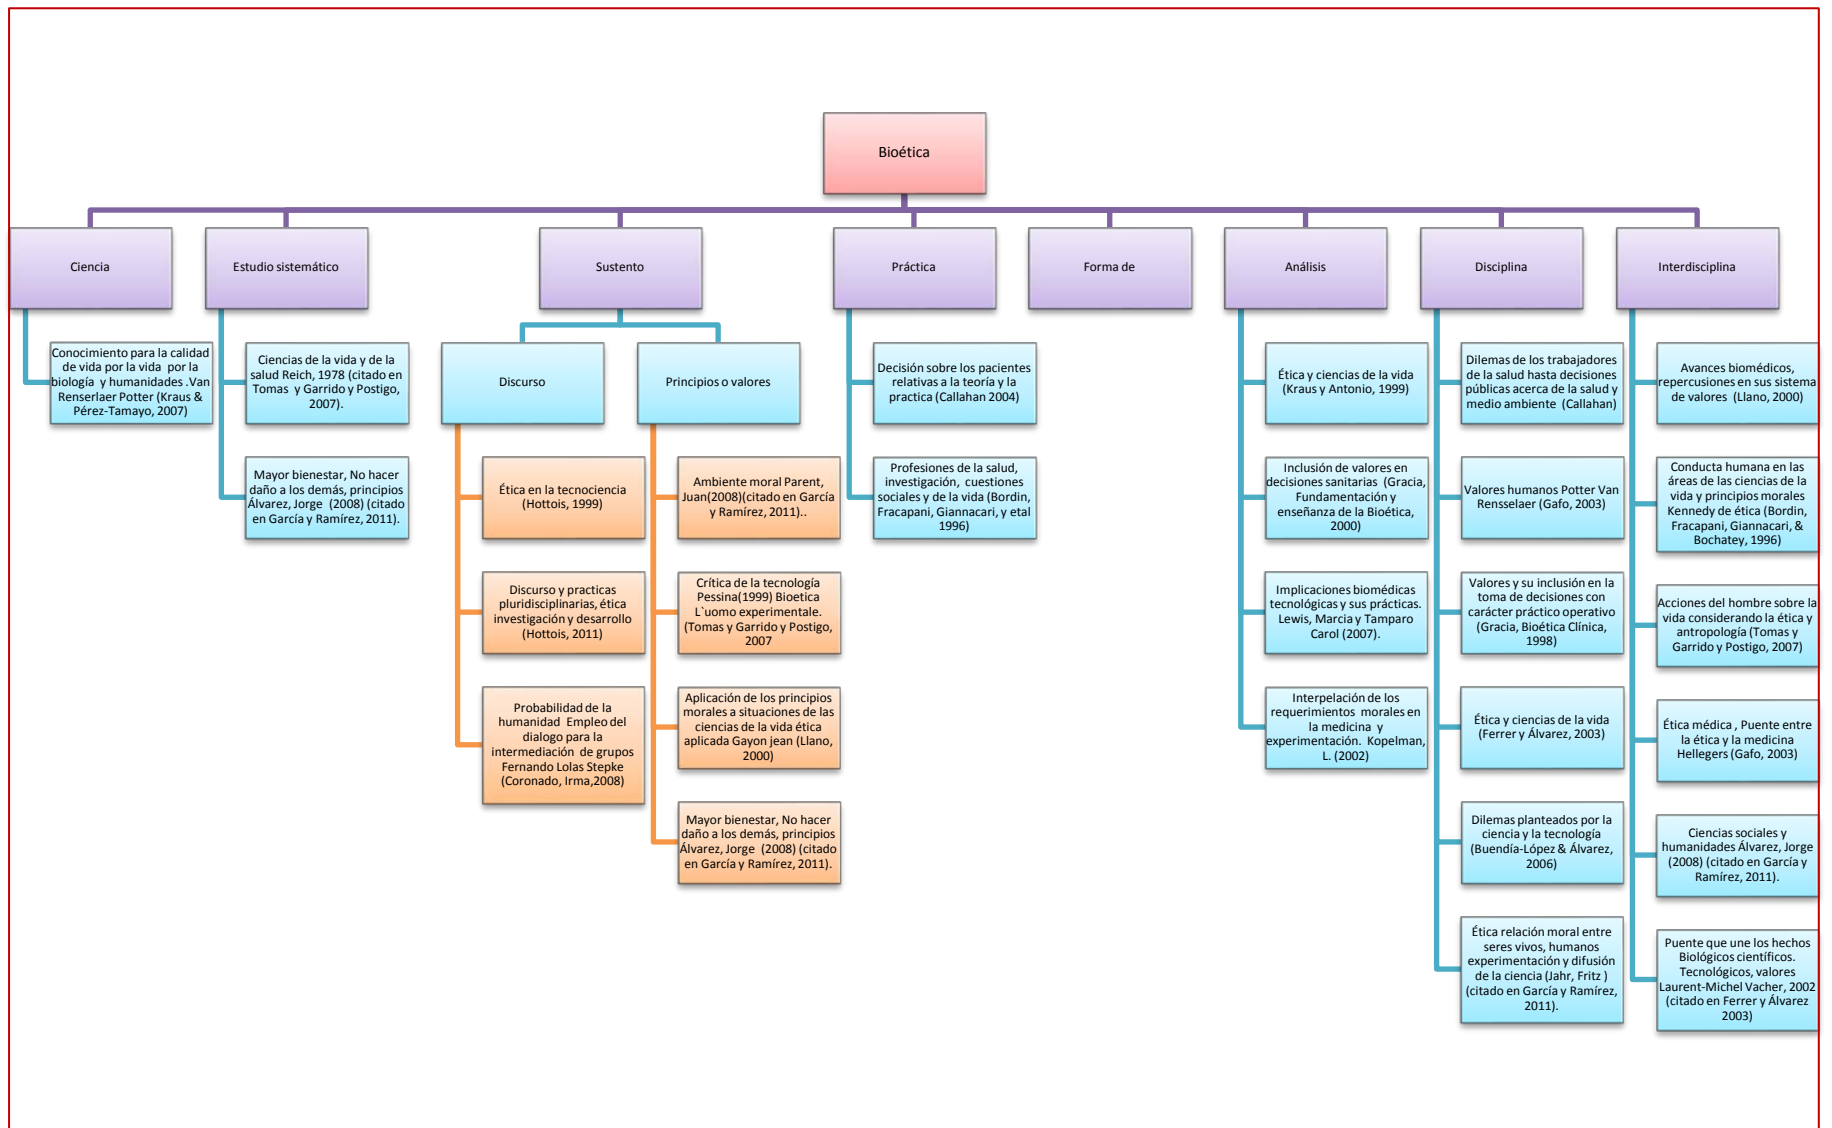 Bioética
Ciencia
Estudio sistemático
Sustento
Práctica
Forma de
Análisis
Disciplina
Interdisciplina
Conocimiento para la calidad
de vida por la vida por la
biología y humanidades .Van
Renserlaer Potter (Kraus &
Pérez-Tamayo, 2007)
Ciencias de la vida y de la
salud Reich, 1978 (citado en
Tomas y Garrido y Postigo,
2007).
Mayor bienestar, No hacer
daño a los demás, principios
Álvarez, Jorge (2008) (citado
en García y Ramírez, 2011).
Discurso
Ética en la tecnociencia
(Hottois, 1999)
Discurso y practicas
pluridisciplinarias, ética
investigación y desarrollo
(Hottois, 2011)
Probabilidad de la
humanidad Empleo del
dialogo para la
intermediación de grupos
Fernando Lolas Stepke
(Coronado, Irma,2008)
Principios o valores
Ambiente moral Parent,
Juan(2008)(citado en García
y Ramírez, 2011)..
Crítica de la tecnología
Pessina(1999) Bioetica
L`uomo experimentale.
(Tomas y Garrido y Postigo,
2007
Aplicación de los principios
morales a situaciones de las
ciencias de la vida ética
aplicada Gayon jean (Llano,
2000)
Mayor bienestar, No hacer
daño a los demás, principios
Álvarez, Jorge (2008) (citado
en García y Ramírez, 2011).
Decisión sobre los pacientes
relativas a la teoría y la
practica (Callahan 2004)
Profesiones de la salud,
investigación, cuestiones
sociales y de la vida (Bordin,
Fracapani, Giannacari, y etal
1996)
Ética y ciencias de la vida
(Kraus y Antonio, 1999)
Inclusión de valores en
decisiones sanitarias (Gracia,
Fundamentación y
enseñanza de la Bioética,
2000)
Implicaciones biomédicas
tecnológicas y sus prácticas.
Lewis, Marcia y Tamparo
Carol (2007).
Interpelación de los
requerimientos morales en
la medicina y
experimentación. Kopelman,
L. (2002)
Dilemas de los trabajadores
de la salud hasta decisiones
públicas acerca de la salud y
medio ambiente (Callahan)
Valores humanos Potter Van
Rensselaer (Gafo, 2003)
Valores y su inclusión en la
toma de decisiones con
carácter práctico operativo
(Gracia, Bioética Clínica,
1998)
Ética y ciencias de la vida
(Ferrer y Álvarez, 2003)
Dilemas planteados por la
ciencia y la tecnología
(Buendía-López & Álvarez,
2006)
Ética relación moral entre
seres vivos, humanos
experimentación y difusión
de la ciencia (Jahr, Fritz )
(citado en García y Ramírez,
2011).
Avances biomédicos,
repercusiones en sus sistema
de valores (Llano, 2000)
Conducta humana en las
áreas de las ciencias de la
vida y principios morales
Kennedy de ética (Bordin,
Fracapani, Giannacari, &
Bochatey, 1996)
Acciones del hombre sobre la
vida considerando la ética y
antropología (Tomas y
Garrido y Postigo, 2007)
Ética médica , Puente entre
la ética y la medicina
Hellegers (Gafo, 2003)
Ciencias sociales y
humanidades Álvarez, Jorge
(2008) (citado en García y
Ramírez, 2011).
Puente que une los hechos
Biológicos científicos.
Tecnológicos, valores
Laurent-Michel Vacher, 2002
(citado en Ferrer y Álvarez
2003)